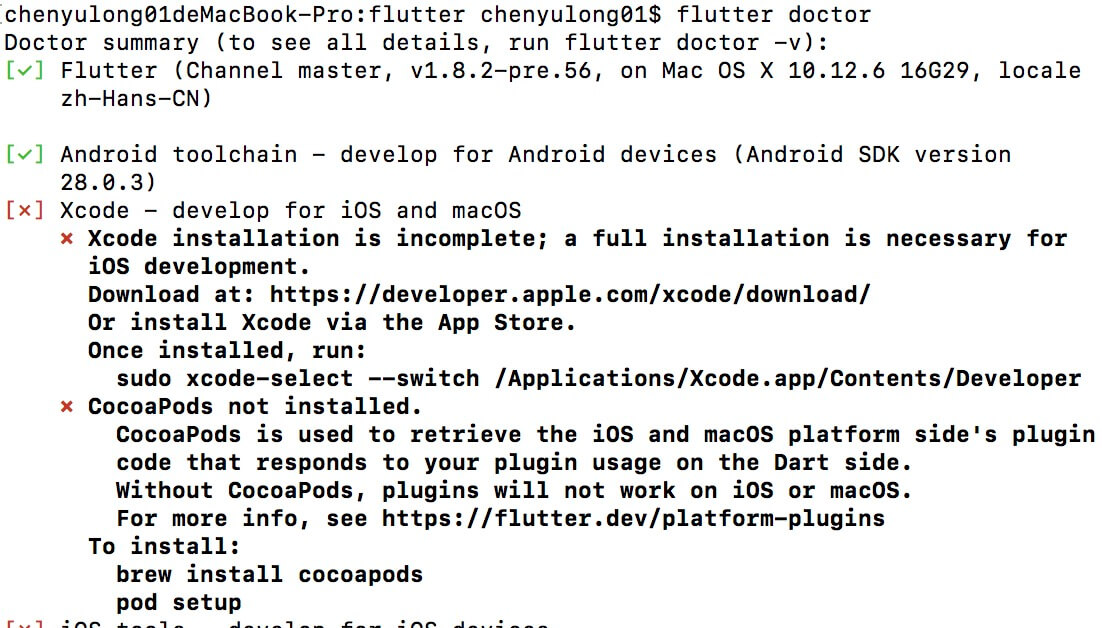 chenyulong01deMacBook-Pro:flutter chenyulong01$ flutter doctor
Doctor summary (to see all details, run flutter doctor -v):
[✓] Flutter (Channel master, v1.8.2-pre.56, on Mac OS X 10.12.6 16G29, locale
zh-Hans-CN)
[✓] Android toolchain - develop for Android devices (Android SDK version
28.0.3)
[✗] Xcode - develop for iOS and macOS
✗ Xcode installation is incomplete; a full installation is necessary for
iOS development.
Download at: https://developer.apple.com/xcode/download/
Or install Xcode via the App Store.
Once installed, run:
sudo xcode-select --switch /Applications/Xcode.app/Contents/Developer
✗ CocoaPods not installed.
CocoaPods is used to retrieve the iOS and macOS platform side's plugin
code that responds to your plugin usage on the Dart side.
Without CocoaPods, plugins will not work on iOS or macOS.
For more info, see https://flutter.dev/platform-plugins
To install:
brew install cocoapods
pod setup
[✗] iOS tools - develop for iOS devices